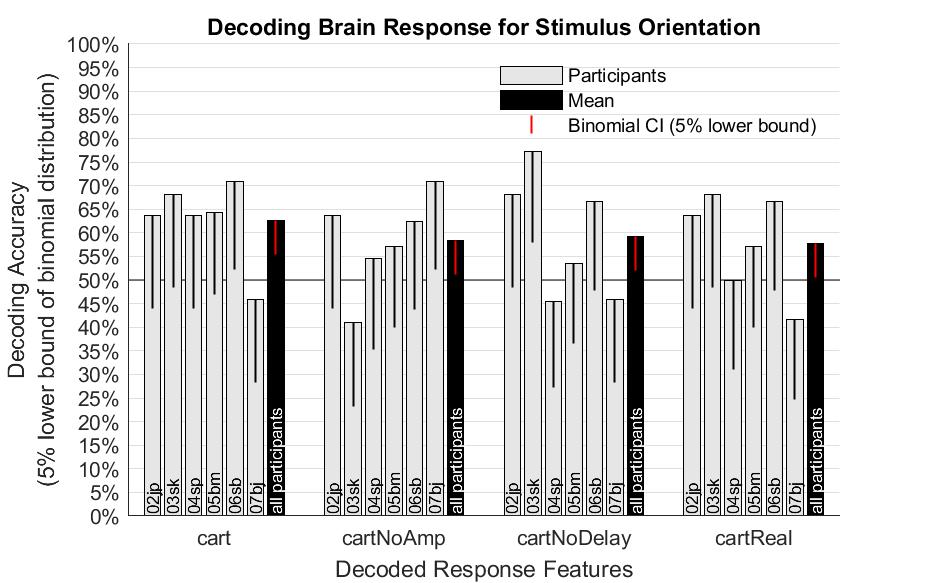 Decoding Brain Response for Stimulus Orientation
Decoding Accuracy
(5% lower bound of binomial distribution)
100%
95%
90%
85%
80%
75%
70%
65%
60%
55%
50%
45%
40%
35%
30%
25%
20%
15%
10%
5%
0%
Participants
Mean
Binomial CI (5% lower bound)
02jp
03sk
04sp
05bm
06sb
07bj
all participants
02jp
03sk
04sp
05bm
06sb
07bj
all participants
02jp
03sk
04sp
05bm
06sb
07bj
all participants
02jp
03sk
04sp
05bm
06sb
07bj
all participants
cart
cartNoAmp
cartNoDelay
cartReal
Decoded Response Features